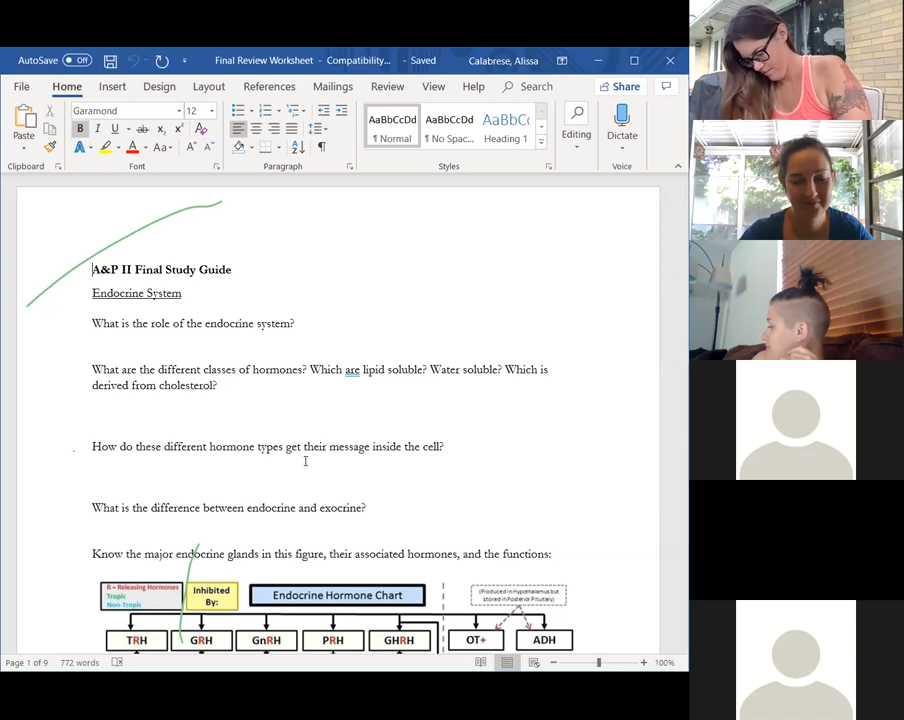 AutoSave Off Final Review Worksheet - Compatibility... - Saved Calabrese, Alissa
File Home Insert Design Layout References Mailings Review View Help Search Share
Garamond 12
AaBbCcDd AaBbCcDd AaBbCc
Paste B I U ab x₂ x² ¶ Normal ¶ No Spac... Heading 1 Editing Dictate
A Aa A A
Clipboard Font Paragraph Styles Voice
A&P II Final Study Guide
Endocrine System
What is the role of the endocrine system?
What are the different classes of hormones? Which are lipid soluble? Water soluble? Which is
derived from cholesterol?
How do these different hormone types get their message inside the cell?
What is the difference between endocrine and exocrine?
Know the major endocrine glands in this figure, their associated hormones, and the functions:
R = Releasing Hormones
Tropic
Non-Tropic
Inhibited
By:
Endocrine Hormone Chart
(Produced in Hypothalamus but
stored in Posterior Pituitary)
TRH GRH GnRH PRH GHRH OT+ ADH
Page 1 of 9 772 words 100%